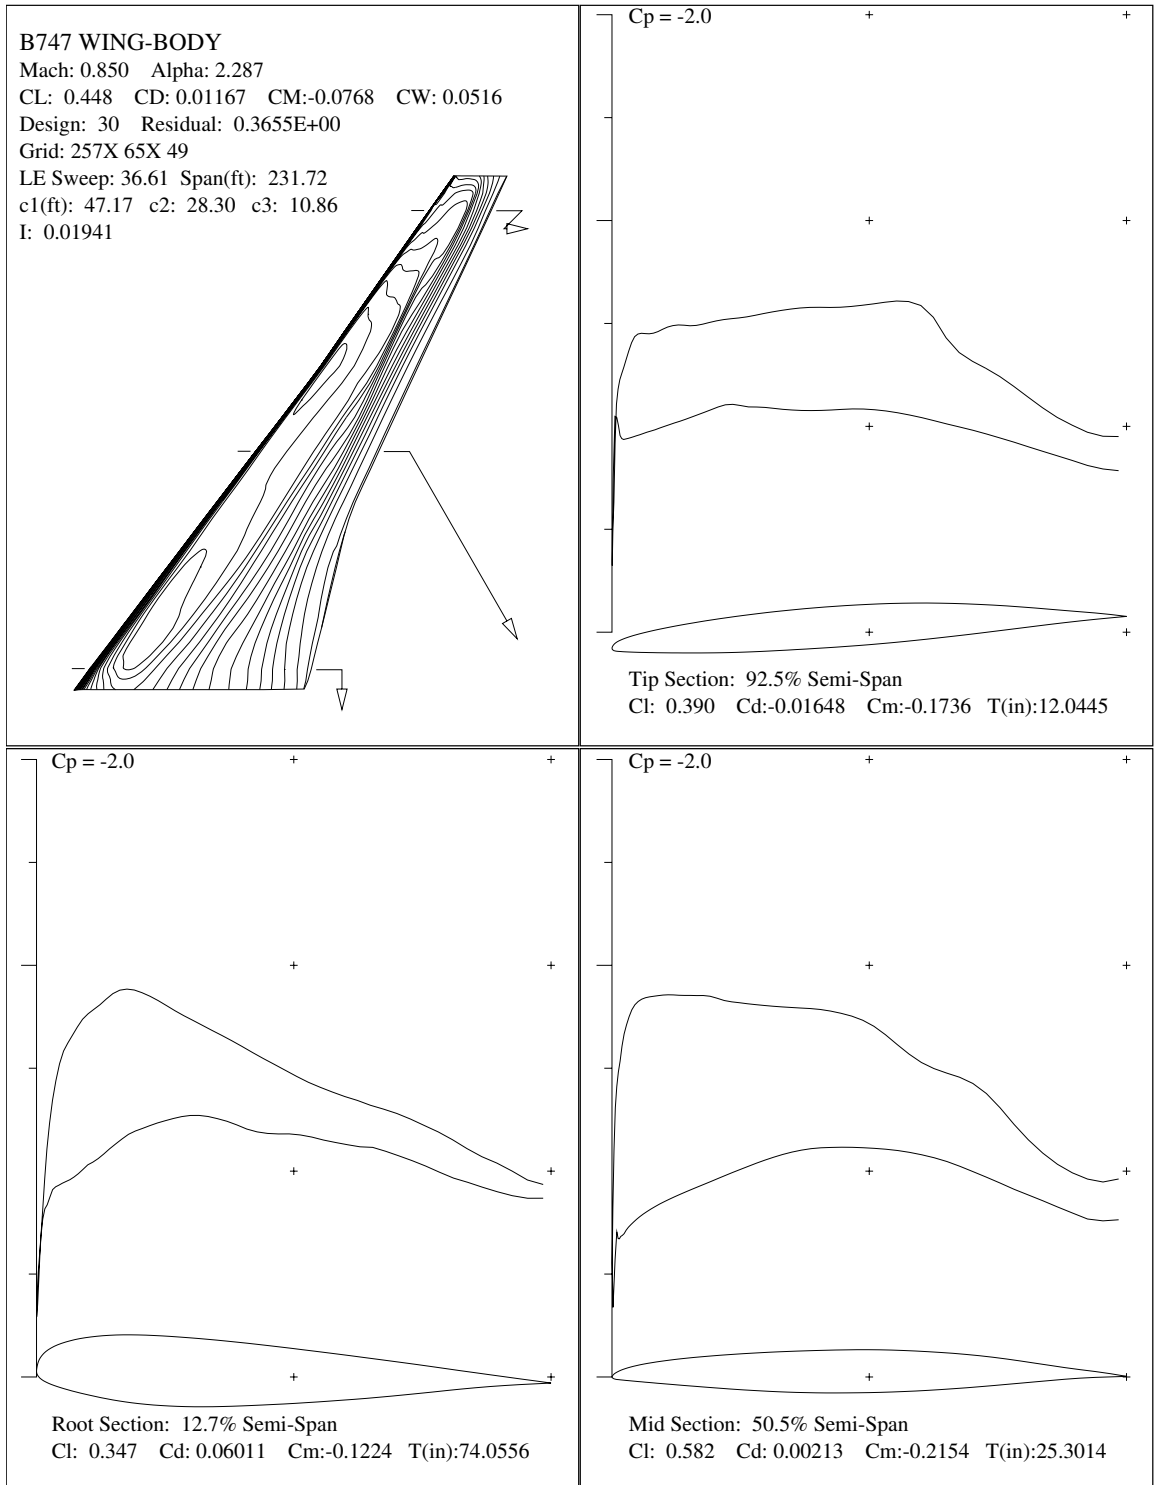 B747 WING-BODY
Mach: 0.850 Alpha: 2.287
CL: 0.448 CD: 0.01167 CM:-0.0768 CW: 0.0516
Design: 30 Residual: 0.3655E+00
Grid: 257X 65X 49
LE Sweep: 36.61 Span(ft): 231.72
c1(ft): 47.17 c2: 28.30 c3: 10.86
I: 0.01941
Cp = -2.0
Tip Section: 92.5% Semi-Span
Cl: 0.390 Cd:-0.01648 Cm:-0.1736 T(in):12.0445
Cp = -2.0
Root Section: 12.7% Semi-Span
Cl: 0.347 Cd: 0.06011 Cm:-0.1224 T(in):74.0556
Cp = -2.0
Mid Section: 50.5% Semi-Span
Cl: 0.582 Cd: 0.00213 Cm:-0.2154 T(in):25.3014